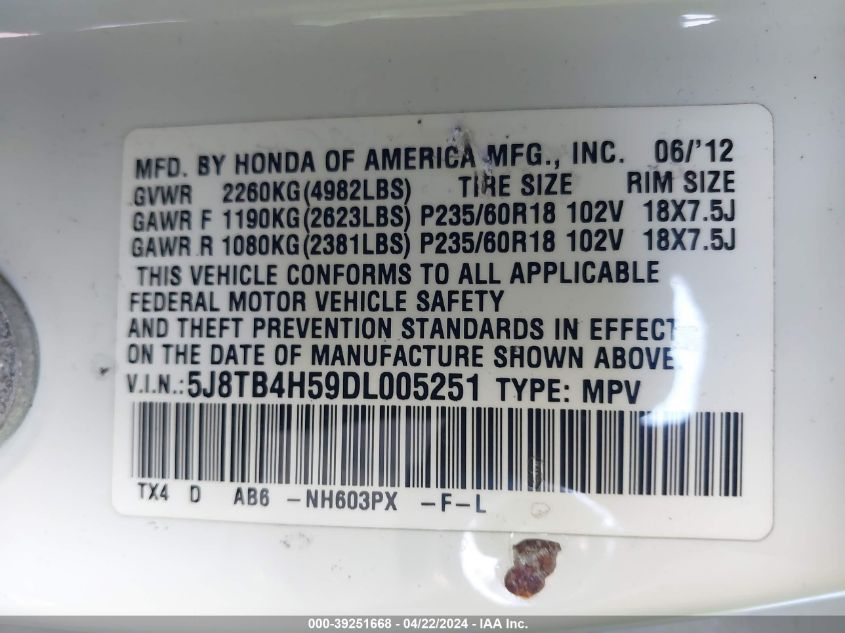 MFD. BY HONDA OF AMERICA MFG., INC. 06/'12
GVWR 2260KG(4982LBS) TIRE SIZE RIM SIZE
GAWR F 1190KG(2623LBS) P235/60R18 102V 18X7.5J
GAWR R 1080KG(2381LBS) P235/60R18 102V 18X7.5J
THIS VEHICLE CONFORMS TO ALL APPLICABLE
FEDERAL MOTOR VEHICLE SAFETY
AND THEFT PREVENTION STANDARDS IN EFFECT
ON THE DATE OF MANUFACTURE SHOWN ABOVE.
V.I.N.: 5J8TB4H59DL005251 TYPE: MPV
TX4 D AB6 -NH603PX -F-L
000-39251668 - 04/22/2024 - IAA Inc.